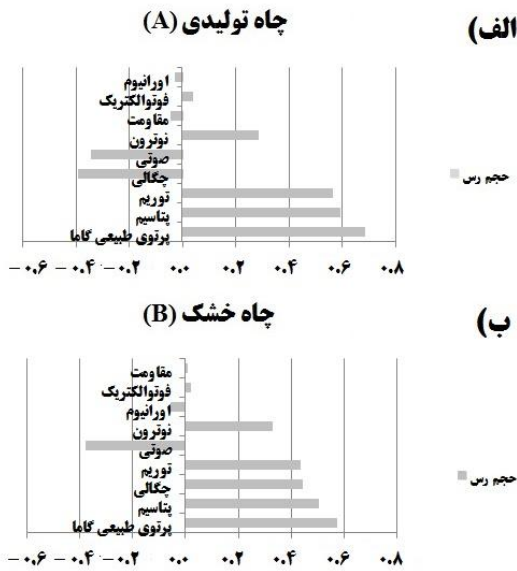 الف)
چاه تولیدی (A)
اورانیوم
فوتوالکتریک
مقاومت
نوترون
صوتی
چگالی
توریم
پتاسیم
پرتوی طبیعی گاما
حجم رس
−۰.۶ −۰.۴ −۰.۲ ۰.۰ ۰.۲ ۰.۴ ۰.۶ ۰.۸
ب)
چاه خشک (B)
مقاومت
فوتوالکتریک
اورانیوم
نوترون
صوتی
توریم
چگالی
پتاسیم
پرتوی طبیعی گاما
حجم رس
−۰.۶ −۰.۴ −۰.۲ ۰.۰ ۰.۲ ۰.۴ ۰.۶ ۰.۸